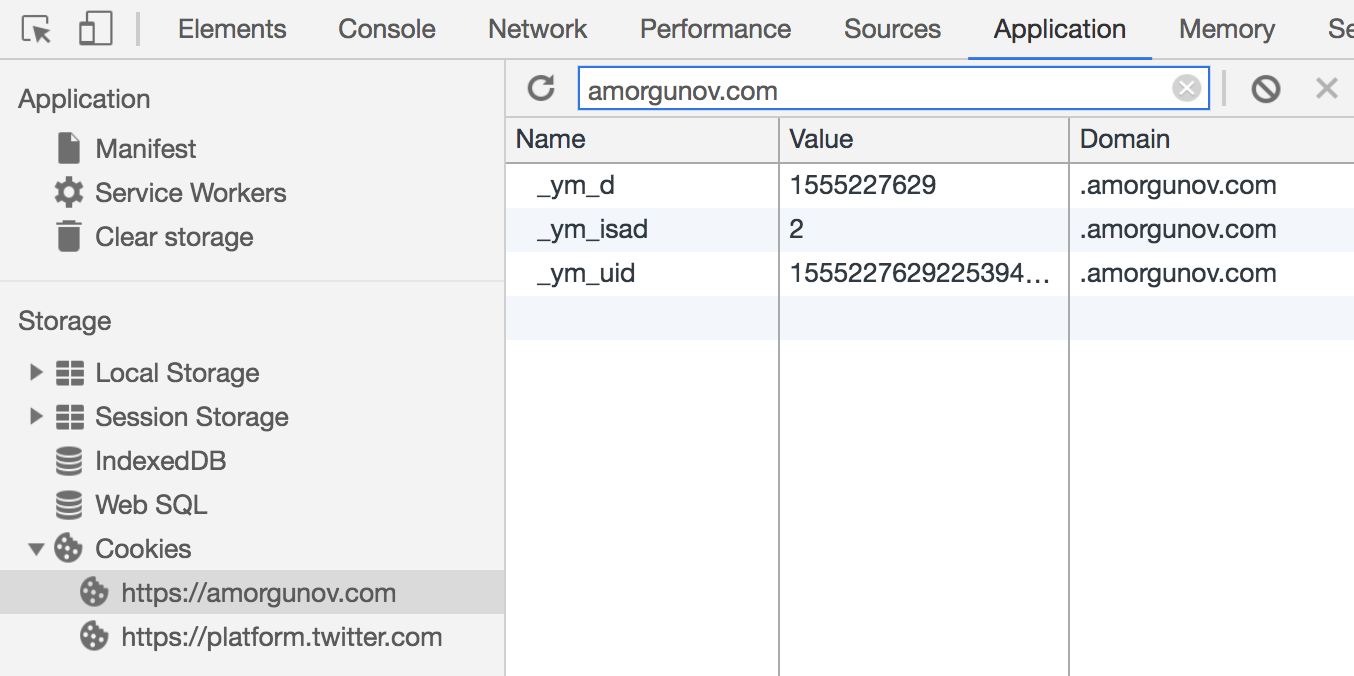 Elements Console Network Performance Sources Application Memory Se
Application
Manifest
Service Workers
Clear storage
Storage
Local Storage
Session Storage
IndexedDB
Web SQL
Cookies
https://amorgunov.com
https://platform.twitter.com
amorgunov.com
Name Value Domain
_ym_d 1555227629 .amorgunov.com
_ym_isad 2 .amorgunov.com
_ym_uid 1555227629225394… .amorgunov.com